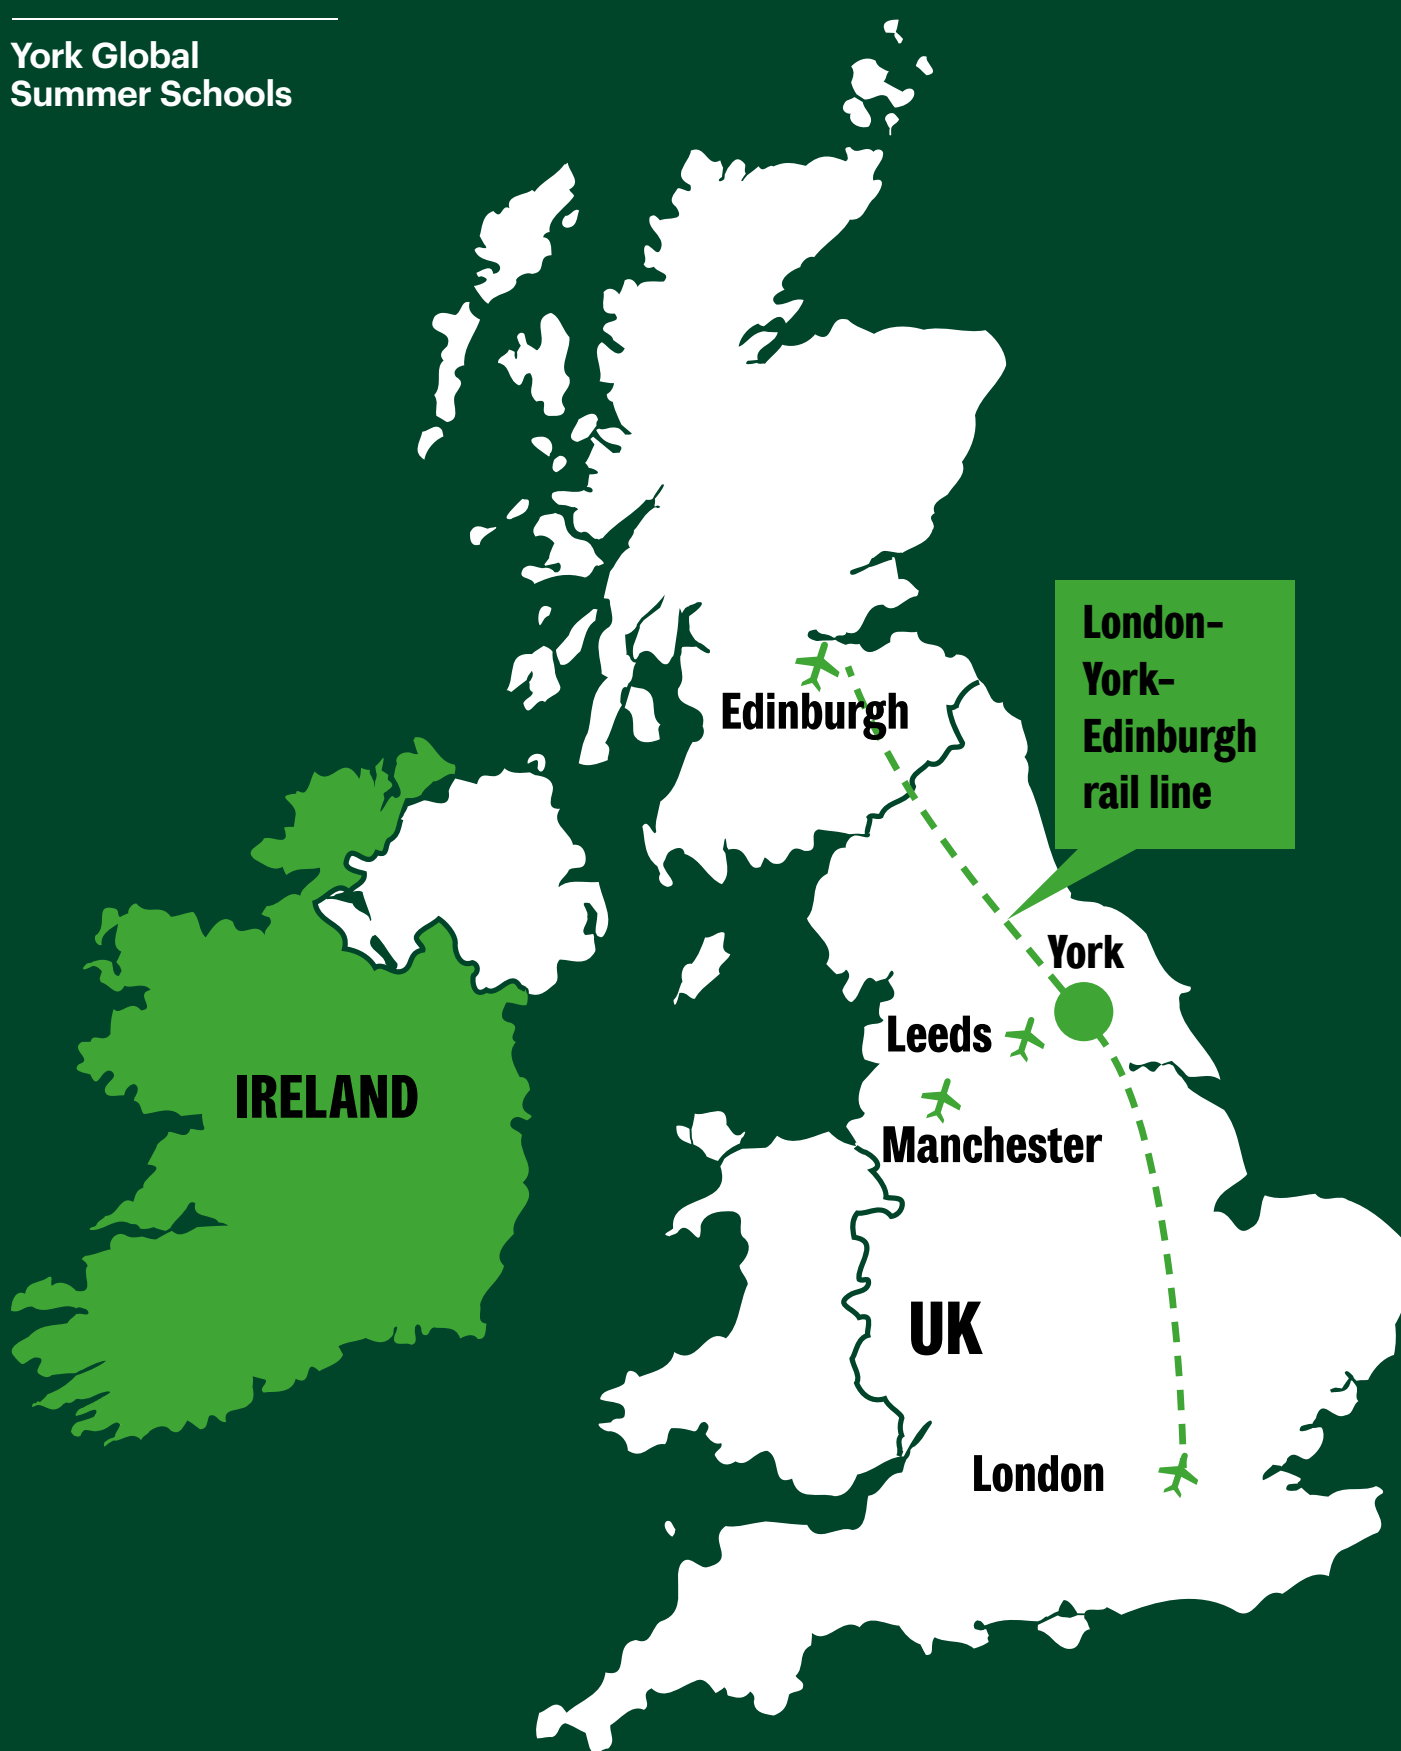 York Global
Summer Schools
London–
York–
Edinburgh
rail line
Edinburgh
York
Leeds
IRELAND
Manchester
UK
London